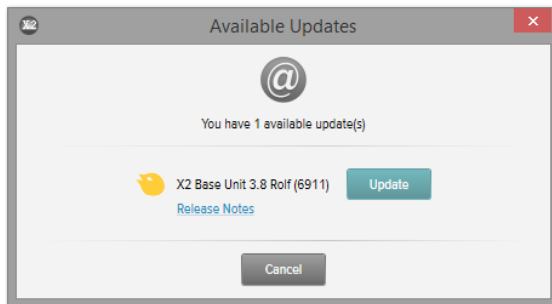 X2
Available Updates
@
You have 1 available update(s)
X2 Base Unit 3.8 Rolf (6911)
Update
Release Notes
Cancel